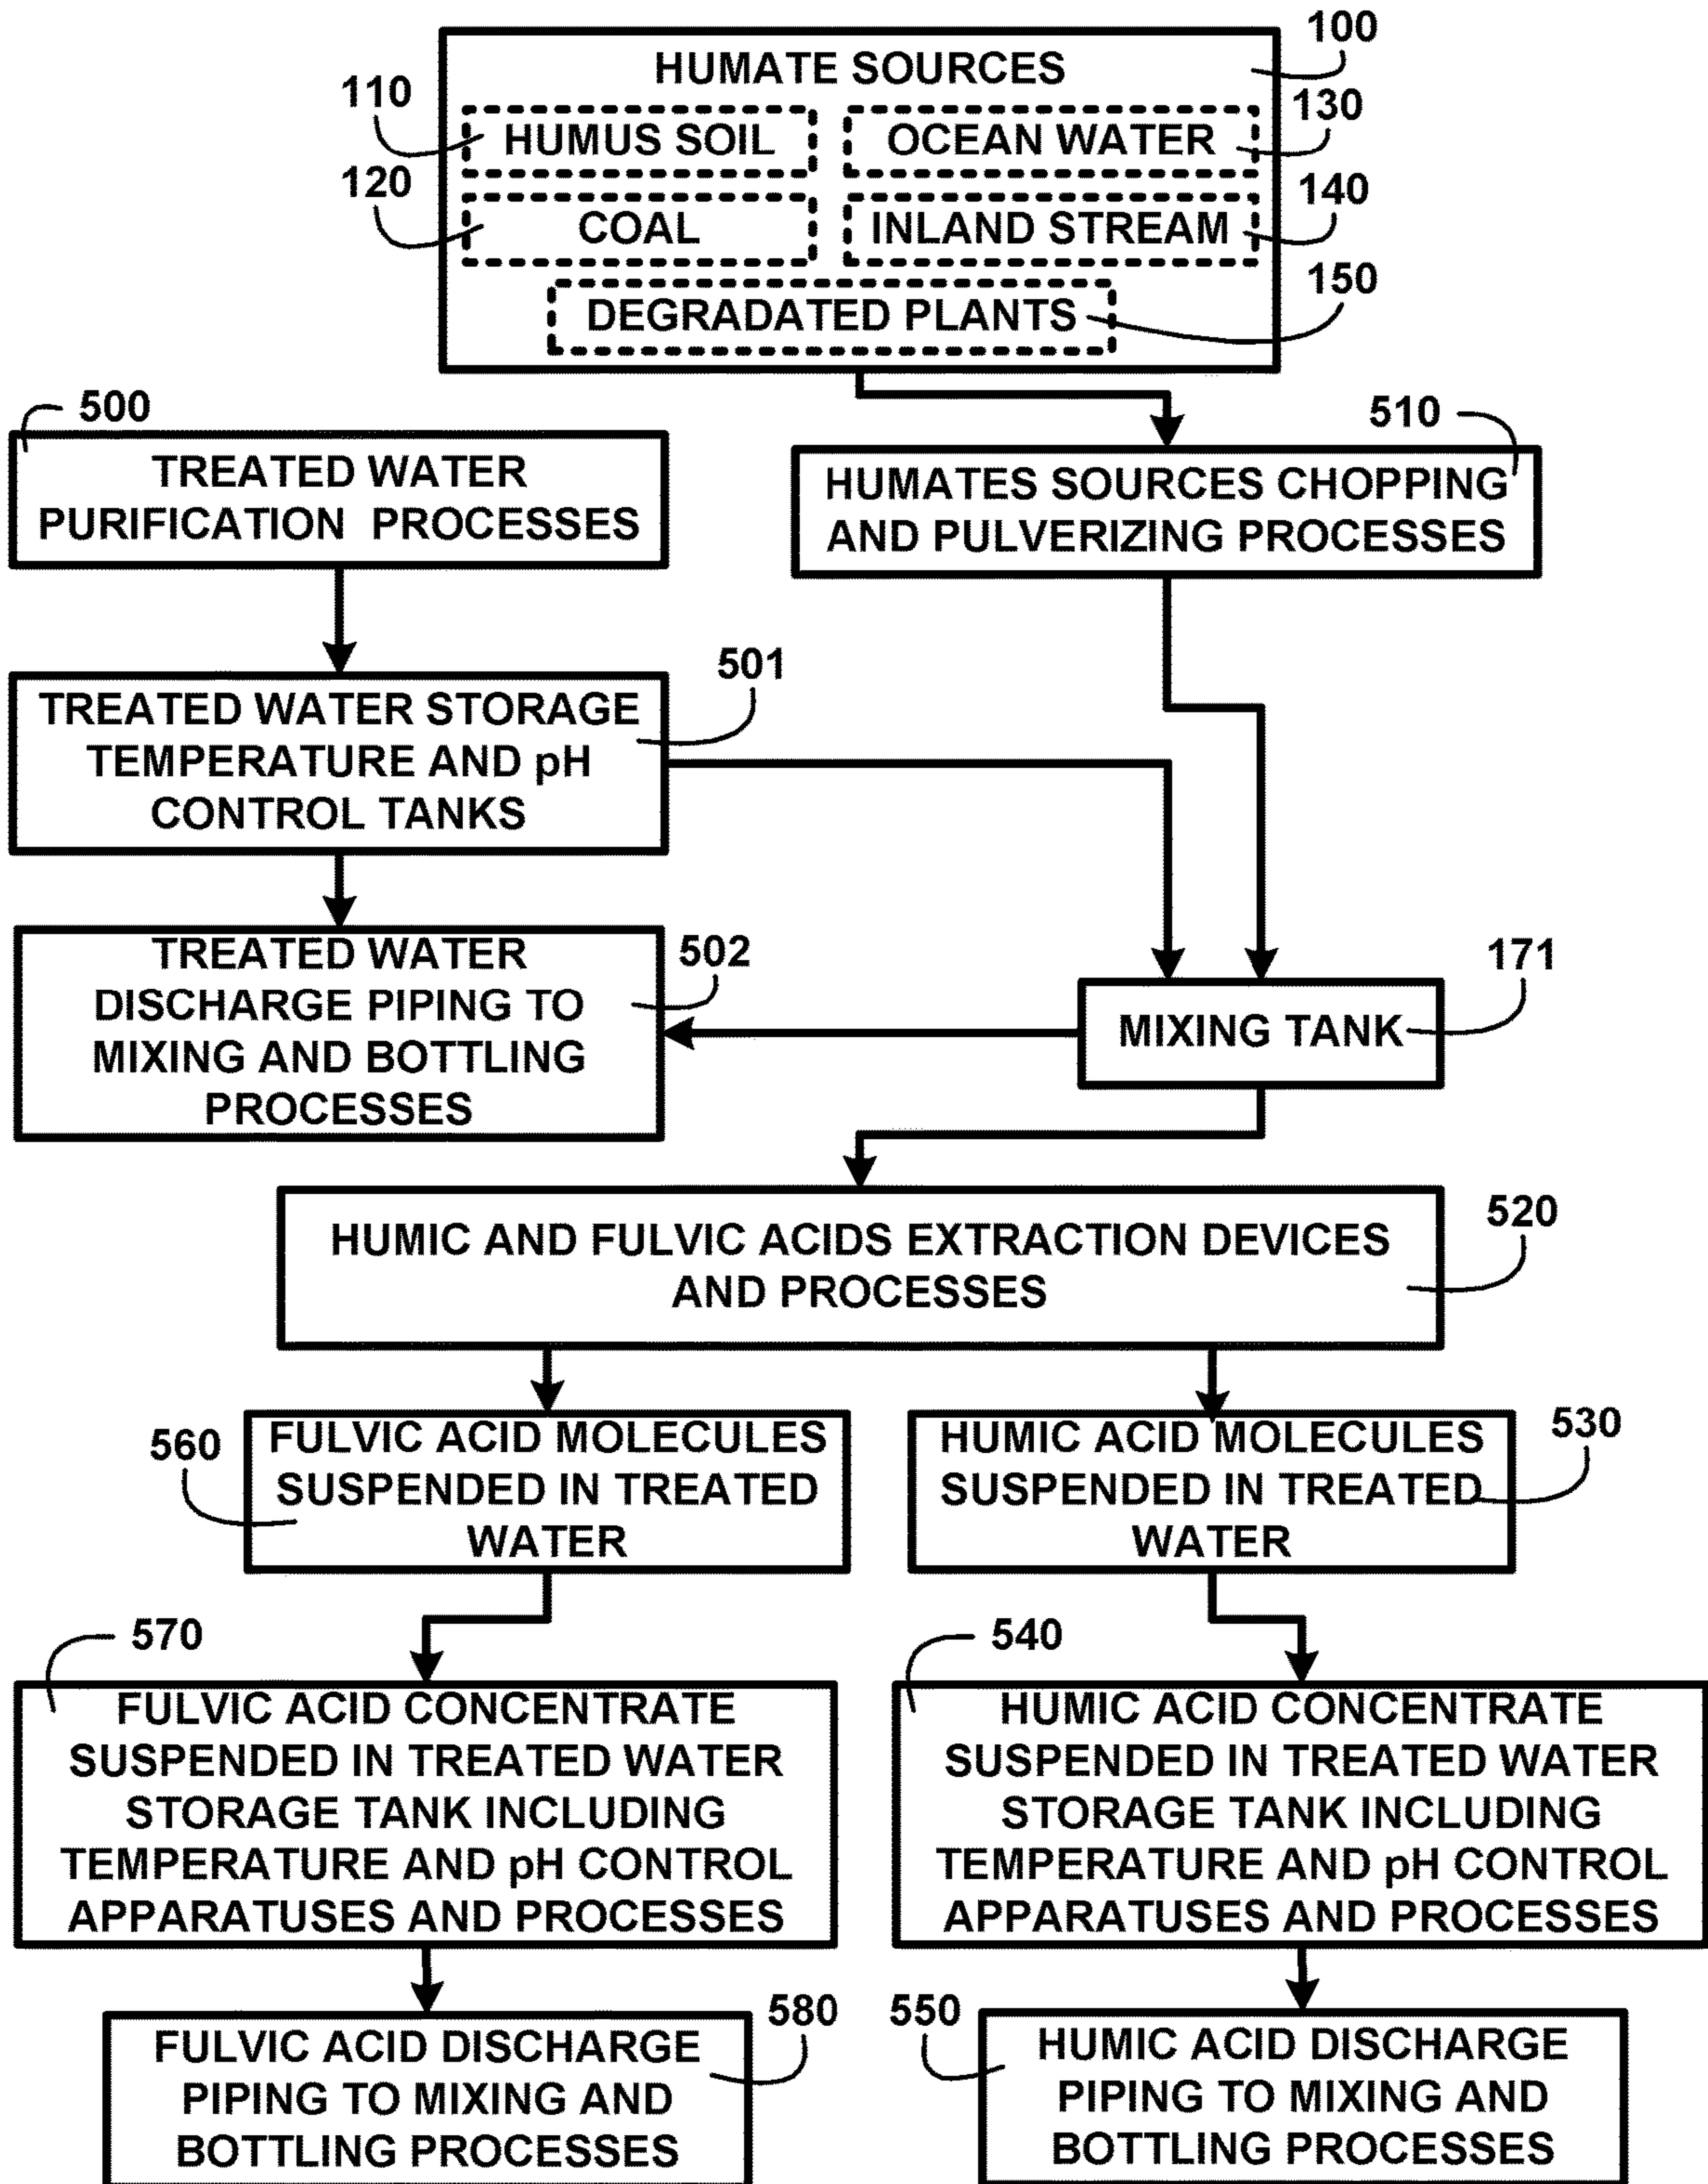 100
HUMATE SOURCES
110
130
HUMUS SOIL
OCEAN WATER
120
140
COAL
INLAND STREAM
150
DEGRADATED PLANTS
500
510
TREATED WATER
PURIFICATION PROCESSES
HUMATES SOURCES CHOPPING
AND PULVERIZING PROCESSES
501
TREATED WATER STORAGE
TEMPERATURE AND pH
CONTROL TANKS
502
TREATED WATER
DISCHARGE PIPING TO
MIXING AND BOTTLING
PROCESSES
171
MIXING TANK
520
HUMIC AND FULVIC ACIDS EXTRACTION DEVICES
AND PROCESSES
560
FULVIC ACID MOLECULES
SUSPENDED IN TREATED
WATER
530
HUMIC ACID MOLECULES
SUSPENDED IN TREATED
WATER
570
FULVIC ACID CONCENTRATE
SUSPENDED IN TREATED WATER
STORAGE TANK INCLUDING
TEMPERATURE AND pH CONTROL
APPARATUSES AND PROCESSES
540
HUMIC ACID CONCENTRATE
SUSPENDED IN TREATED WATER
STORAGE TANK INCLUDING
TEMPERATURE AND pH CONTROL
APPARATUSES AND PROCESSES
580
FULVIC ACID DISCHARGE
PIPING TO MIXING AND
BOTTLING PROCESSES
550
HUMIC ACID DISCHARGE
PIPING TO MIXING AND
BOTTLING PROCESSES